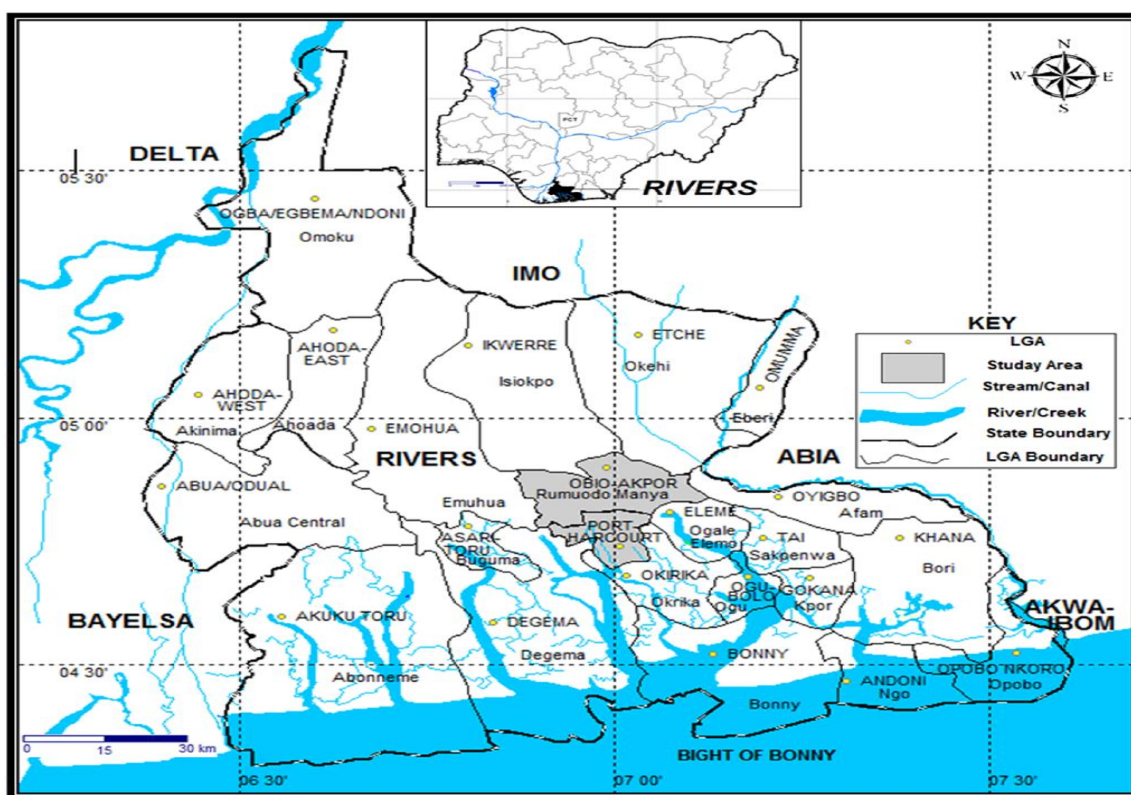 RIVERS
N
W
E
S
DELTA
05 30'
OGBA/EGBEMA/NDONI
Omoku
IMO
KEY
LGA
Studay Area
Stream/Canal
River/Creek
State Boundary
LGA Boundary
AHODA-
EAST
IKWERRE
ETCHE
Isiokpo
Okehi
OMUMMA
AHODA-
WEST
Eberi
Akinima
Ahoada
05 00'
EMOHUA
RIVERS
ABIA
ABUA/ODUAL
OBIO-AKPOR
Rumuodo Manya
OYIGBO
Afam
Emuhua
Abua Central
ASARI-
TORU
Buguma
PORT-
HARCOURT
ELEME
Ogale
Elemo
TAI
Sakpenwa
KHANA
Bori
OKIRIKA
Okrika
OGU-
BOLO
Ogu
GOKANA
Kpor
AKWA-
IBOM
BAYELSA
AKUKU TORU
DEGEMA
Degema
BONNY
04 30'
Abonneme
ANDONI
Ngo
OPOBO NKORO
Opobo
Bonny
0 15 30 km
BIGHT OF BONNY
06 30'
07 00'
07 30'